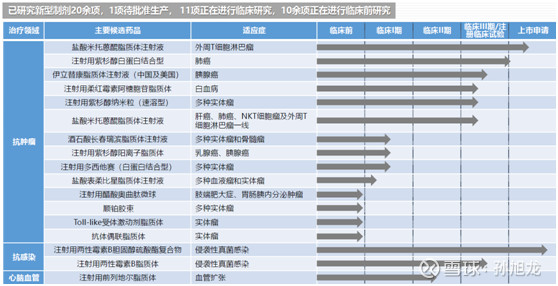 已研究新型制剂20余项，1项待批准生产，11项正在进行临床研究，10余项正在进行临床前研究
治疗领域 主要候选药品 适应症 临床前 临床I期 临床II期 临床III期/注册临床试验 上市申请
抗肿瘤
盐酸米托蒽醌脂质体注射液 外周T细胞淋巴瘤
注射用紫杉醇白蛋白结合型 肺癌
伊立替康脂质体注射液（中国及美国） 胰腺癌
注射用柔红霉素阿糖胞苷脂质体 白血病
注射用紫杉醇纳米粒（速溶型） 多种实体瘤
盐酸米托蒽醌脂质体注射液 肝癌、肺癌、NKT细胞瘤及外周T细胞淋巴瘤一线
酒石酸长春瑞滨脂质体注射液 多种实体瘤和骨髓瘤
注射用紫杉醇阳离子脂质体 乳腺癌、胰腺癌
注射用多西他赛（白蛋白结合型） 多种实体瘤
盐酸表柔比星脂质体注射液 多种血液瘤和实体瘤
注射用醋酸奥曲肽微球 肢端肥大症、胃肠胰内分泌肿瘤
顺铂胶束 多种实体瘤
Toll-like受体激动剂脂质体 实体瘤
抗体偶联脂质体 实体瘤
抗感染
注射用两性霉素B胆固醇硫酸酯复合物 侵袭性真菌感染
注射用两性霉素B脂质体 侵袭性真菌感染
心脑血管
注射用前列地尔脂质体 血管扩张
雪球：孙旭龙